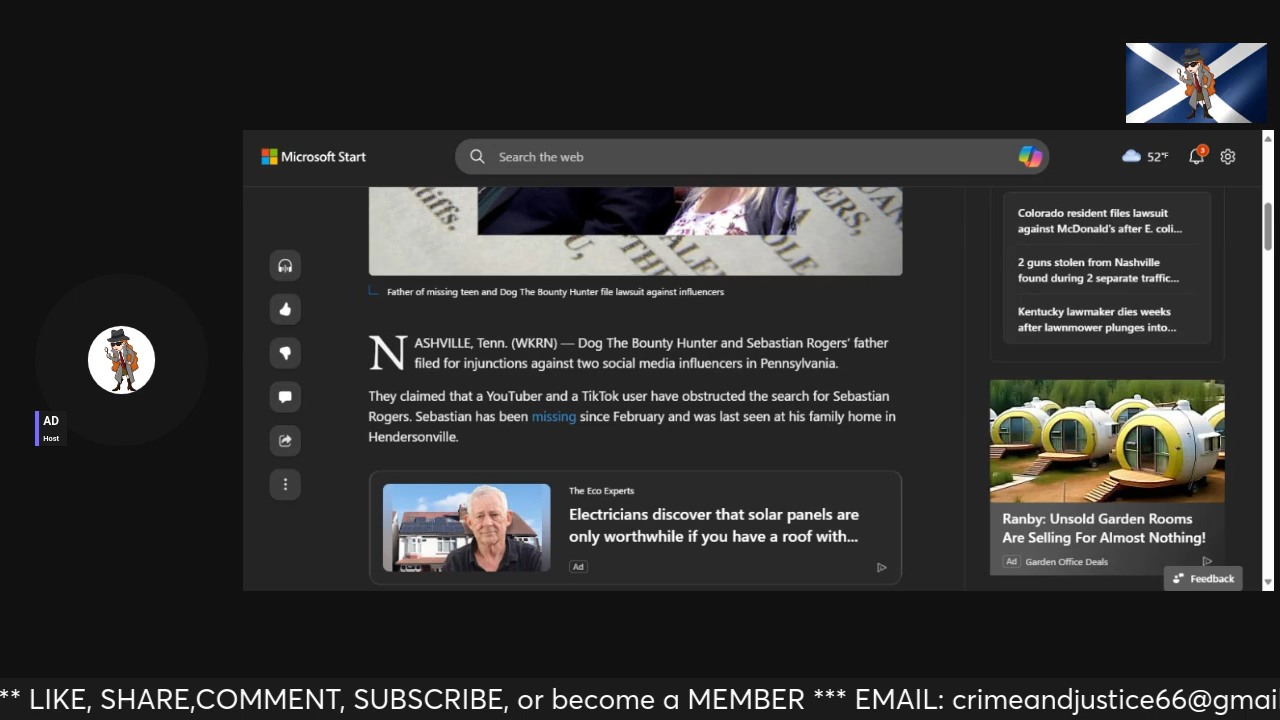 Microsoft Start
Search the web
52°F
3
tiffs,
U,
THE
ALE
OLE
ERS,
Father of missing teen and Dog The Bounty Hunter file lawsuit against influencers
NASHVILLE, Tenn. (WKRN) — Dog The Bounty Hunter and Sebastian Rogers' father
filed for injunctions against two social media influencers in Pennsylvania.
They claimed that a YouTuber and a TikTok user have obstructed the search for Sebastian
Rogers. Sebastian has been missing since February and was last seen at his family home in
Hendersonville.
The Eco Experts
Electricians discover that solar panels are
only worthwhile if you have a roof with...
Ad
Colorado resident files lawsuit
against McDonald's after E. coli...
2 guns stolen from Nashville
found during 2 separate traffic...
Kentucky lawmaker dies weeks
after lawnmower plunges into...
Ranby: Unsold Garden Rooms
Are Selling For Almost Nothing!
Ad Garden Office Deals
Feedback
AD
Host
** LIKE, SHARE,COMMENT, SUBSCRIBE, or become a MEMBER *** EMAIL: crimeandjustice66@gmai